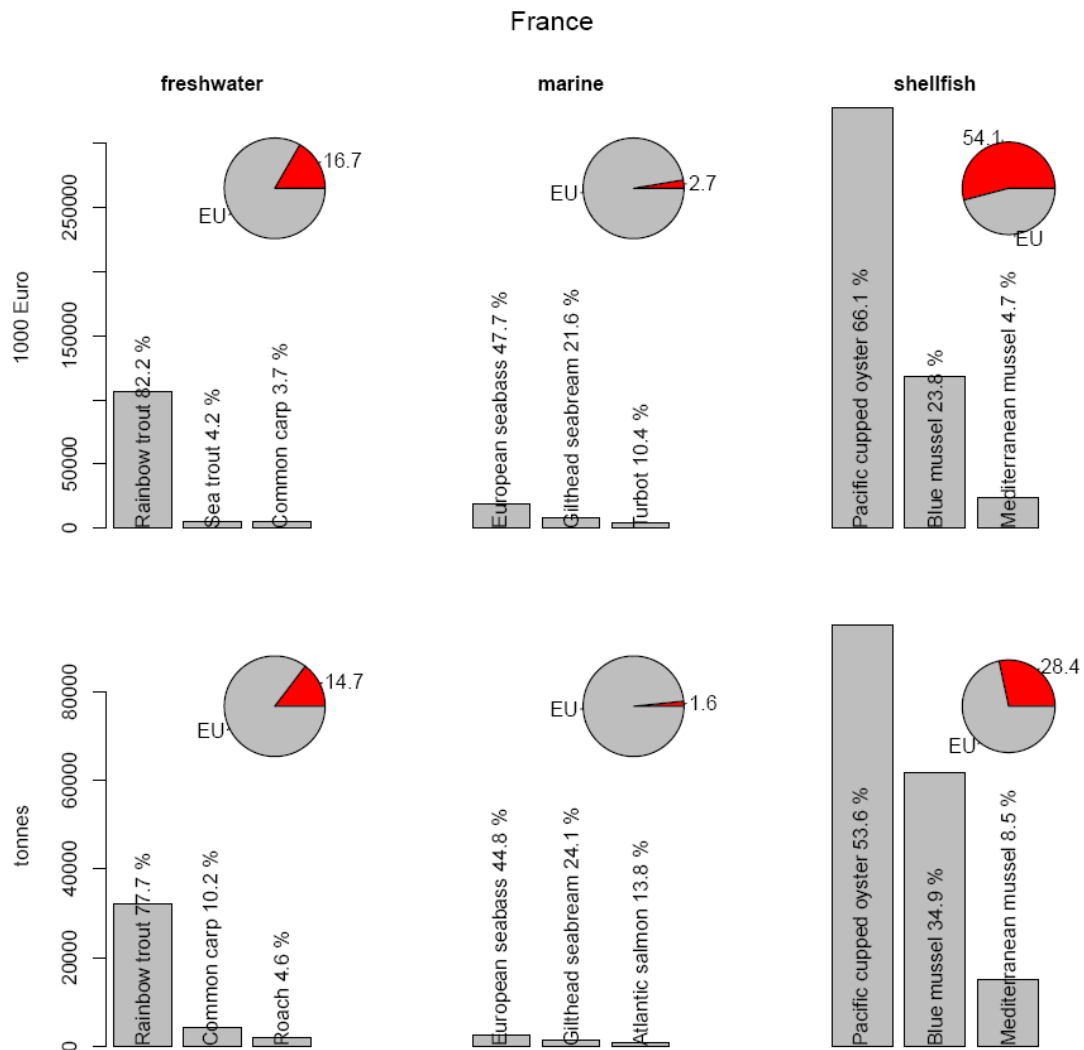 France
freshwater
marine
shellfish
1000 Euro
0
50000
150000
250000
Rainbow trout 82.2 %
Sea trout 4.2 %
Common carp 3.7 %
16.7
EU
European seabass 47.7 %
Gilthead seabream 21.6 %
Turbot 10.4 %
2.7
EU
Pacific cupped oyster 66.1 %
Blue mussel 23.8 %
Mediterranean mussel 4.7 %
54.1
EU
tonnes
0
20000
40000
60000
80000
Rainbow trout 77.7 %
Common carp 10.2 %
Roach 4.6 %
14.7
EU
European seabass 44.8 %
Gilthead seabream 24.1 %
Atlantic salmon 13.8 %
1.6
EU
Pacific cupped oyster 53.6 %
Blue mussel 34.9 %
Mediterranean mussel 8.5 %
28.4
EU